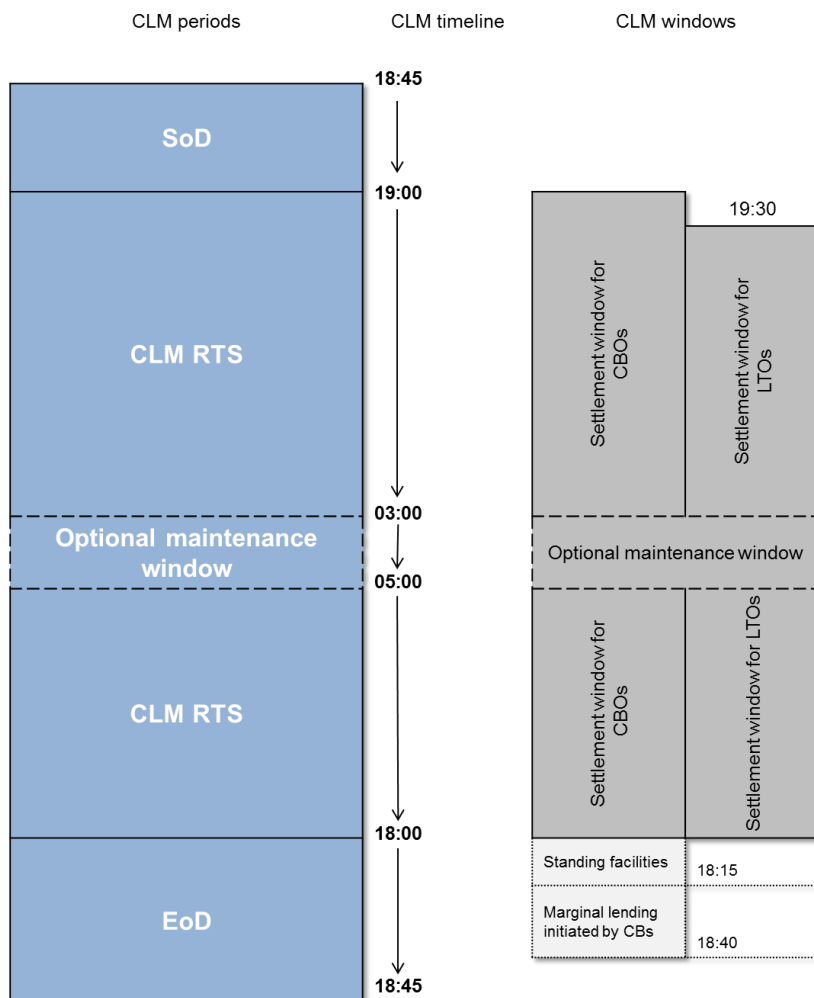 CLM periods
CLM timeline
CLM windows
18:45
SoD
19:00
19:30
CLM RTS
Settlement window for
CBOs
Settlement window for
LTOs
03:00
Optional maintenance
window
Optional maintenance window
05:00
CLM RTS
Settlement window for
CBOs
Settlement window for LTOs
18:00
Standing facilities
18:15
EoD
Marginal lending
initiated by CBs
18:40
18:45